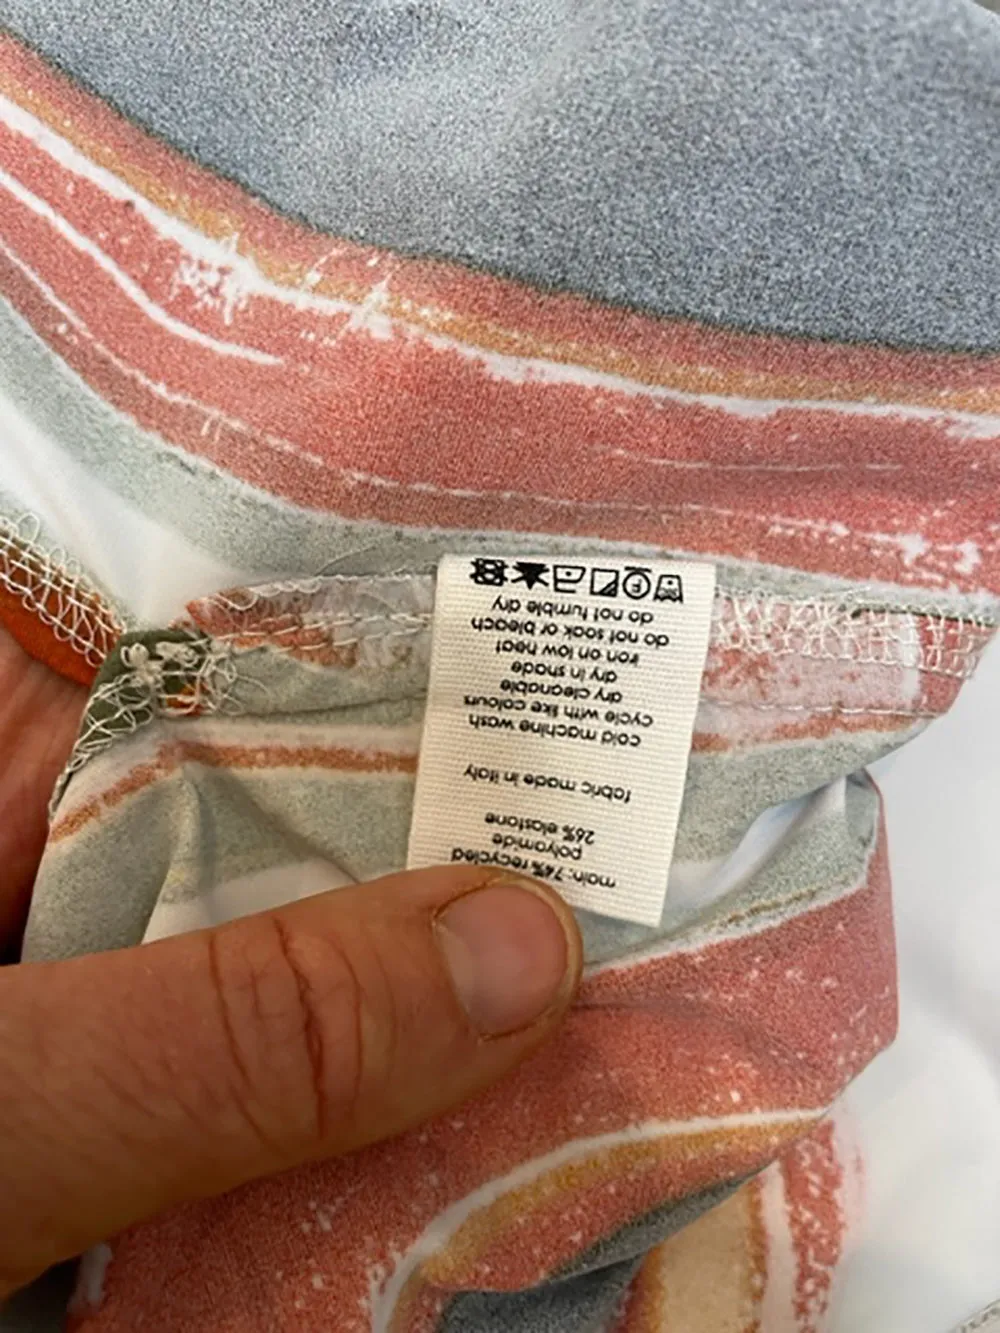 main: 74% recycled
polyamide
26% elastane
fabric made in italy
cold machine wash
cycle with like colours
dry cleanable
dry in shade
iron on low heat
do not soak or bleach
do not tumble dry
F